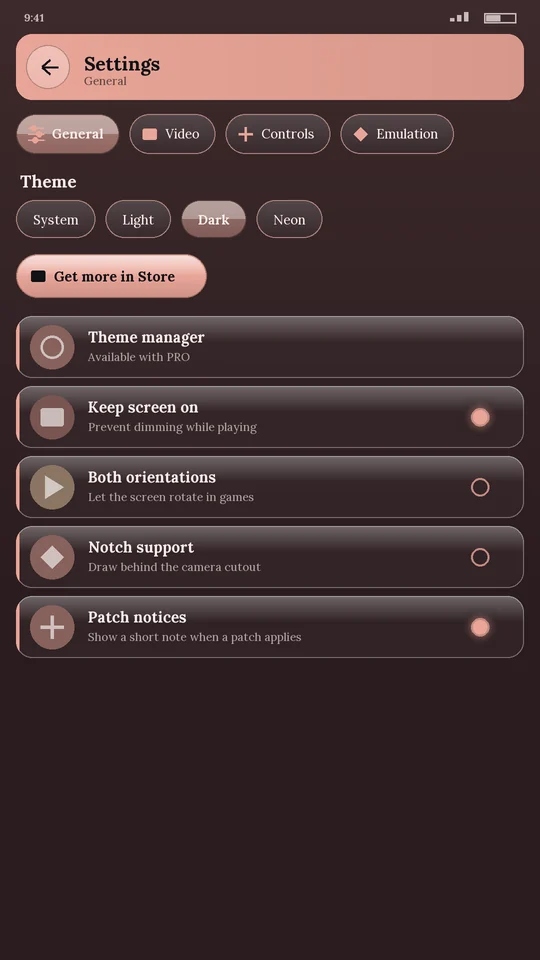 9:41
Settings
General
General
Video
Controls
Emulation
Theme
System
Light
Dark
Neon
Get more in Store
Theme manager
Available with PRO
Keep screen on
Prevent dimming while playing
Both orientations
Let the screen rotate in games
Notch support
Draw behind the camera cutout
Patch notices
Show a short note when a patch applies